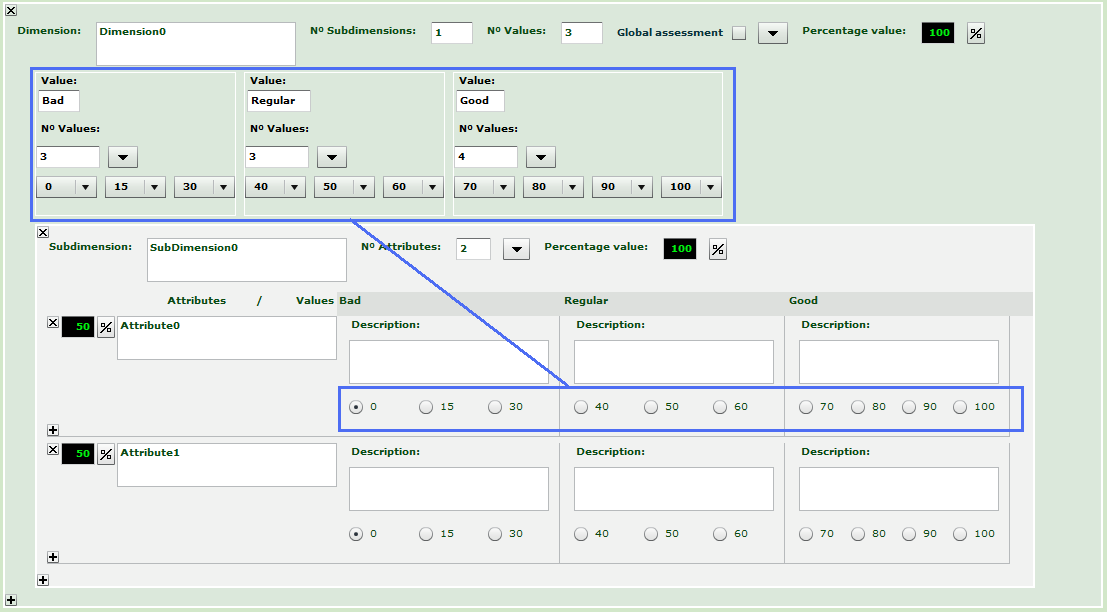 Dimension: Dimension0 Nº Subdimensions: 1 Nº Values: 3 Global assessment Percentage value: 100 %
Value: Value: Value:
Bad Regular Good
Nº Values: Nº Values: Nº Values:
3 3 4
0 15 30 40 50 60 70 80 90 100
Subdimension: SubDimension0 Nº Attributes: 2 Percentage value: 100 %
Attributes / Values Bad Regular Good
50 % Attribute0 Description: Description: Description:
0 15 30 40 50 60 70 80 90 100
50 % Attribute1 Description: Description: Description:
0 15 30 40 50 60 70 80 90 100